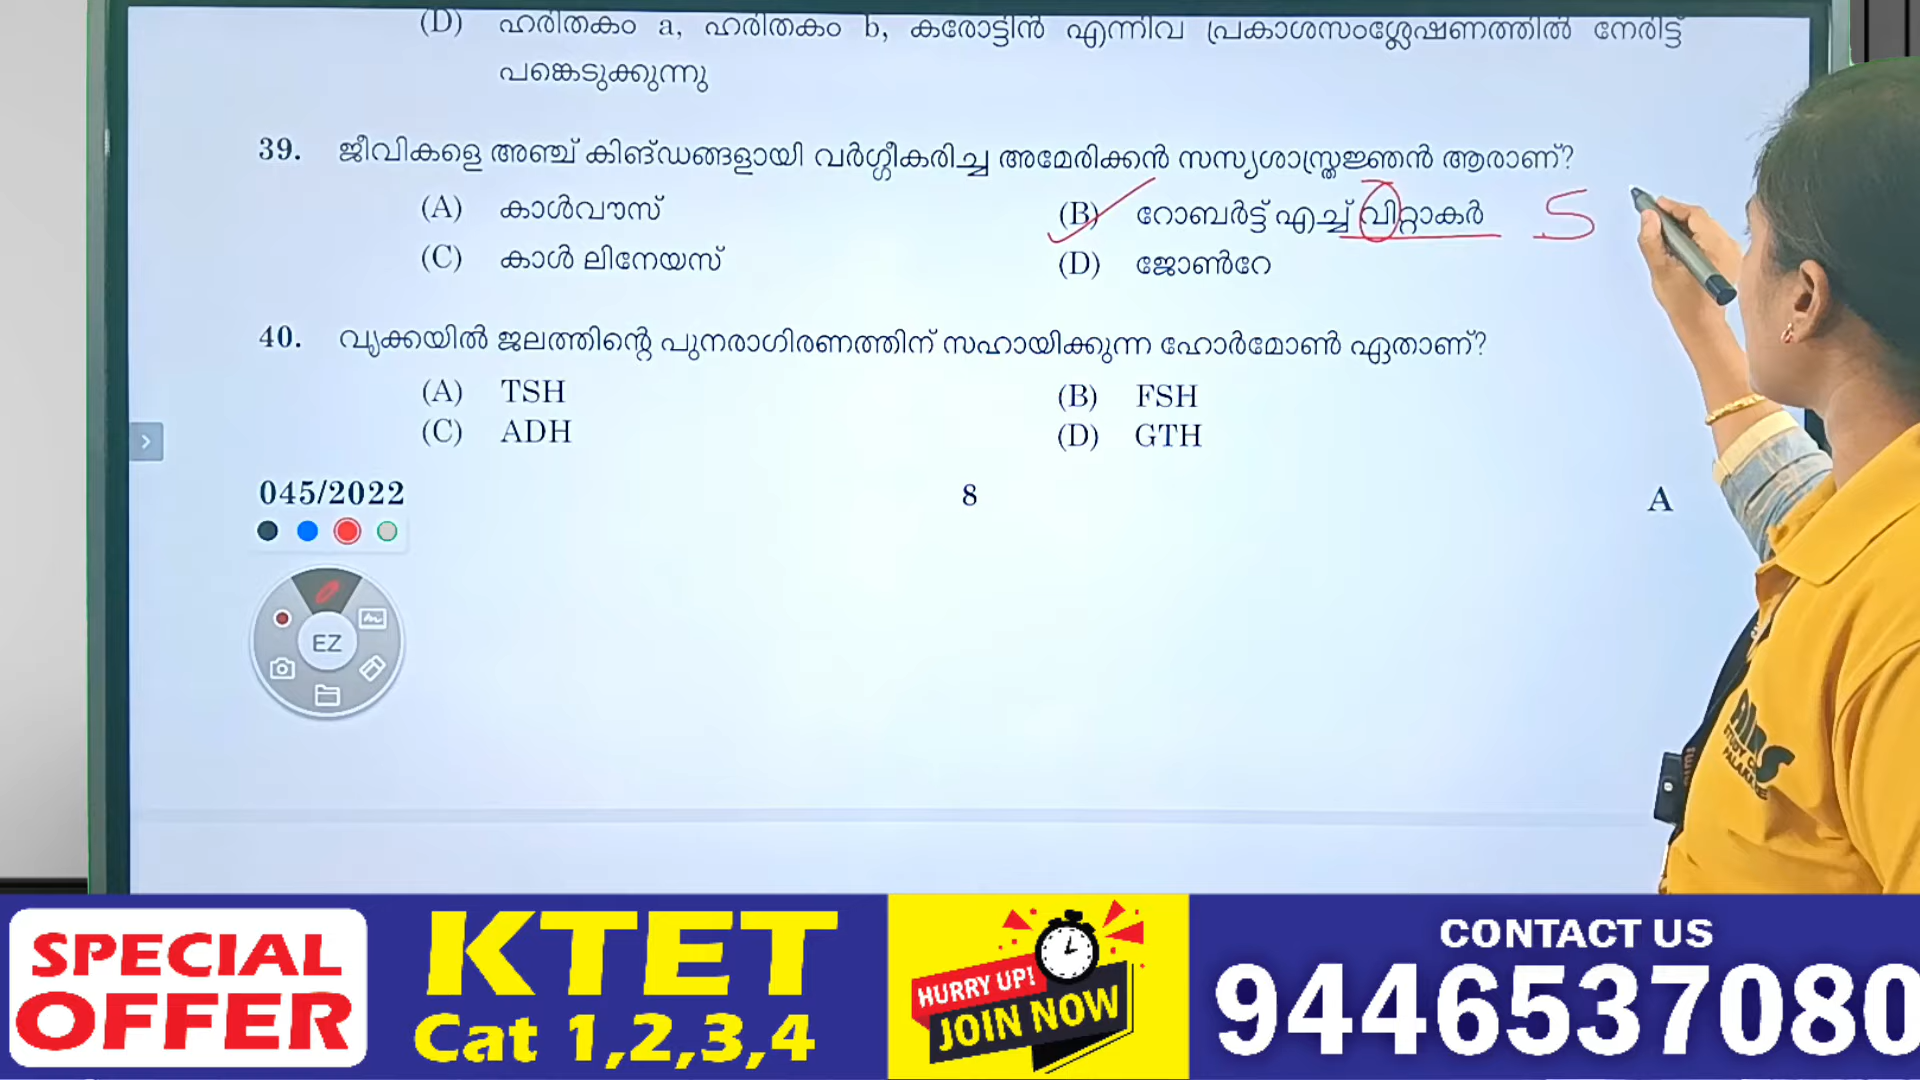 (D) ഹരിതകം a, ഹരിതകം b, കരോട്ടിൻ എന്നിവ പ്രകാശസംശ്ലേഷണത്തിൽ നേരിട്ട്
പങ്കെടുക്കുന്നു
39. ജീവികളെ അഞ്ച് കിങ്ഡങ്ങളായി വർഗ്ഗീകരിച്ച അമേരിക്കൻ സസ്യശാസ്ത്രജ്ഞൻ ആരാണ്?
(A) കാൾവൗസ് (B) റോബർട്ട് എച്ച് വിറ്റാകർ 5
(C) കാൾ ലിനേയസ് (D) ജോൺറേ
40. വൃക്കയിൽ ജലത്തിന്റെ പുനരാഗിരണത്തിന് സഹായിക്കുന്ന ഹോർമോൺ ഏതാണ്?
(A) TSH (B) FSH
(C) ADH (D) GTH
045/2022 8 A
EZ
AIMS
STUDY
SPECIAL
OFFER
KTET
Cat 1,2,3,4
HURRY UP!
JOIN NOW
CONTACT US
9446537080